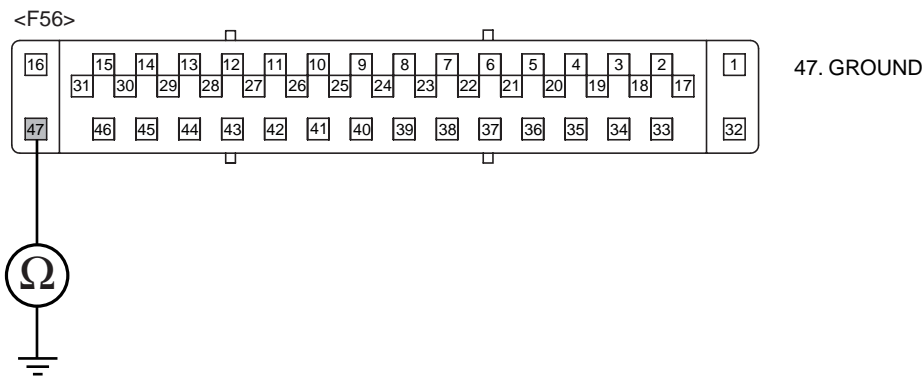 <F56>
16 15 14 13 12 11 10 9 8 7 6 5 4 3 2 1
47. GROUND
31 30 29 28 27 26 25 24 23 22 21 20 19 18 17
47 46 45 44 43 42 41 40 39 38 37 36 35 34 33 32
Ω